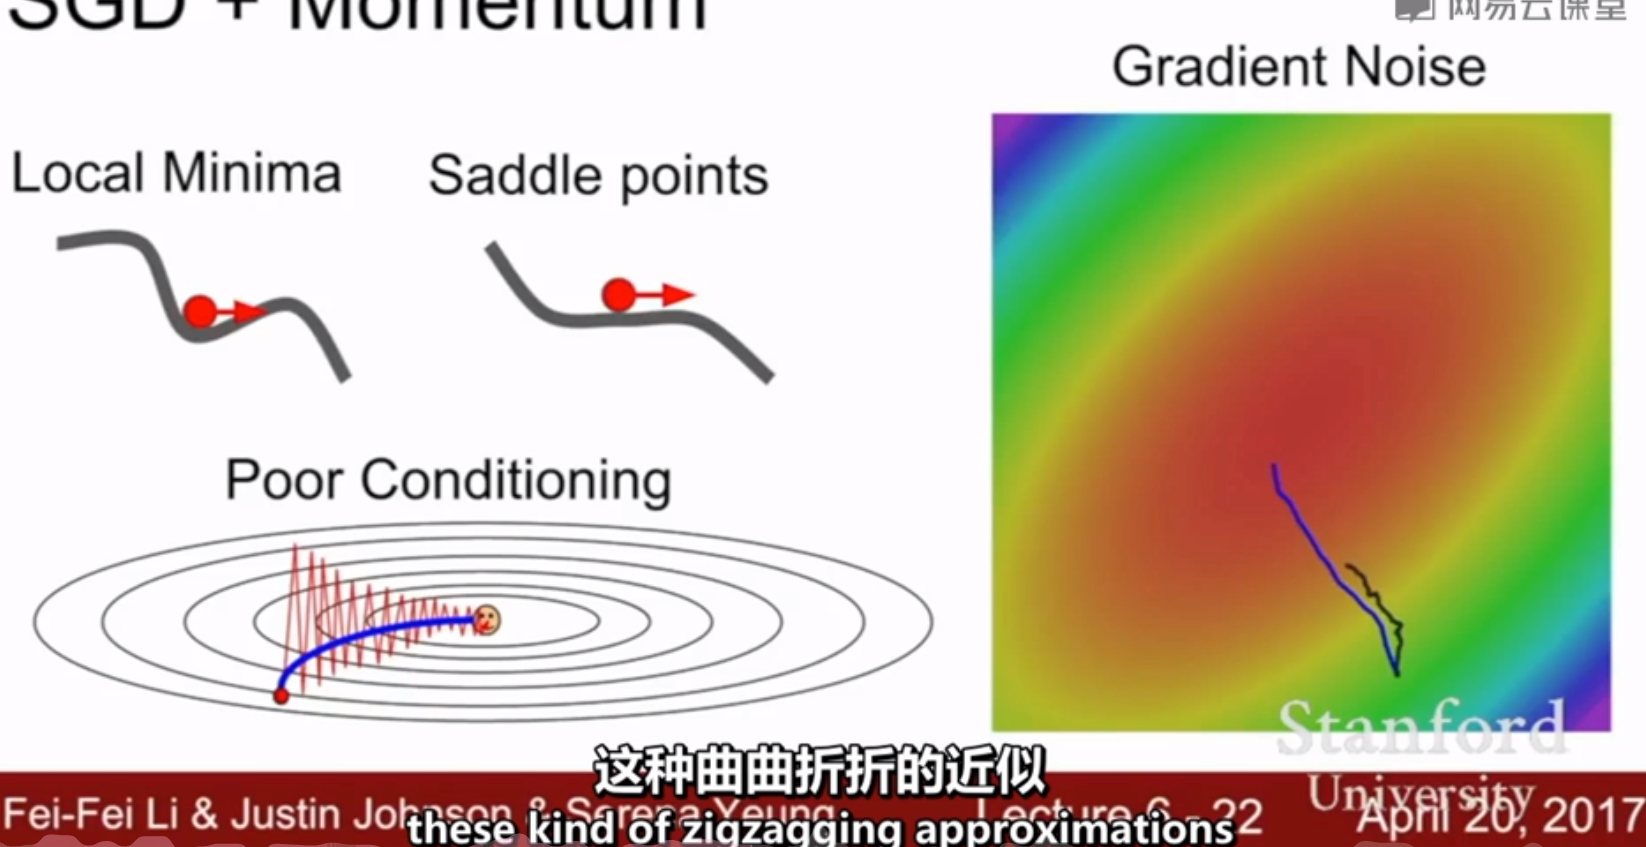 SGD + Momentum
网易云课堂
Gradient Noise
Local Minima
Saddle points
Poor Conditioning
Stanford
University
这种曲曲折折的近似
Fei-Fei Li & Justin Johnson & Serena Yeung
Lecture 6 - 22
April 20, 2017
these kind of zigzagging approximations